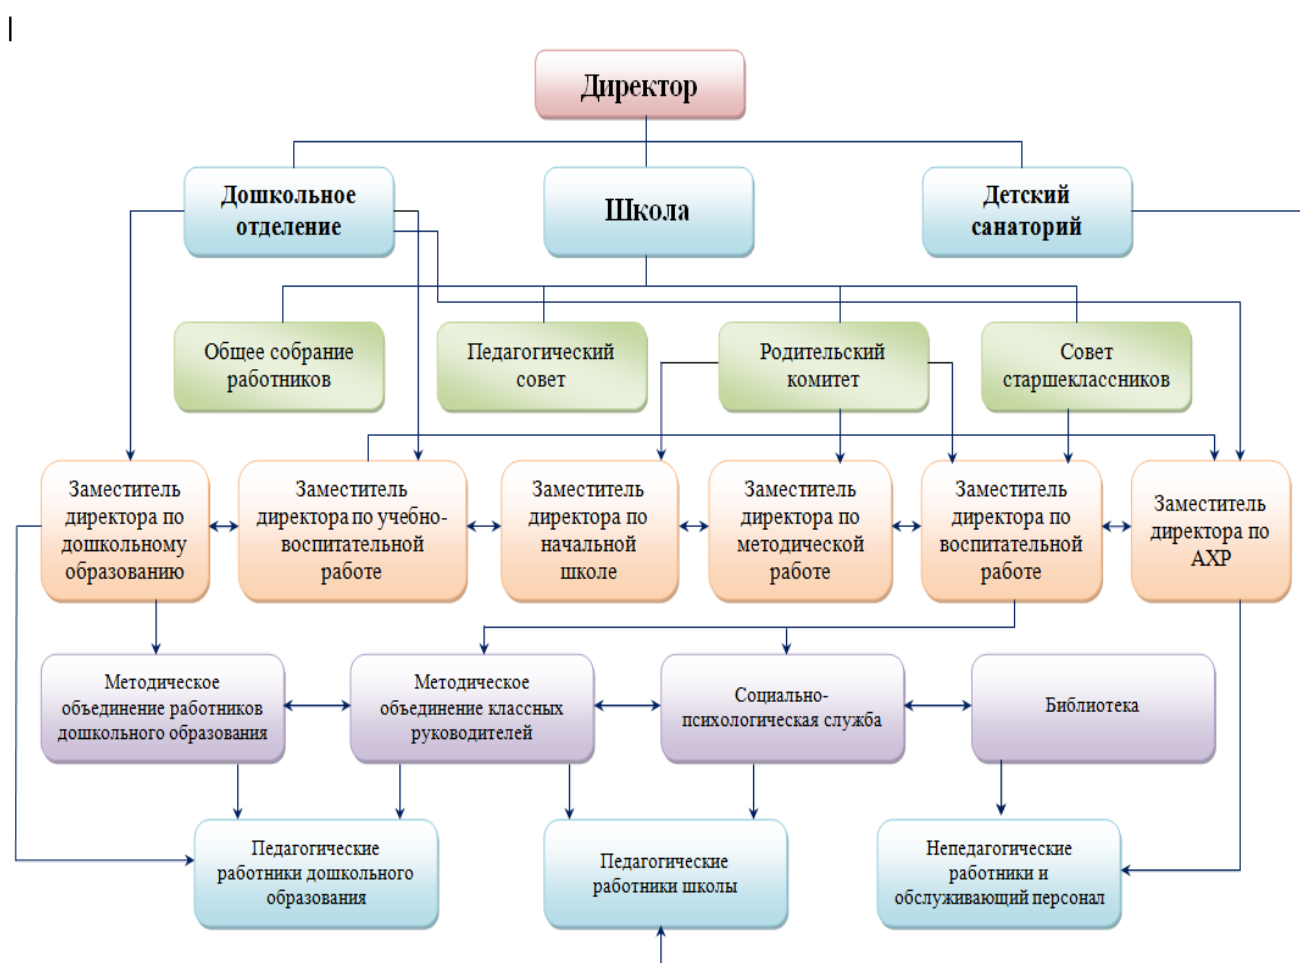 Директор
Дошкольное
отделение
Школа
Детский
санаторий
Общее собрание
работников
Педагогический
совет
Родительский
комитет
Совет
старшеклассников
Заместитель
директора по
дошкольному
образованию
Заместитель
директора по учебно-
воспитательной
работе
Заместитель
директора по
начальной
школе
Заместитель
директора по
методической
работе
Заместитель
директора по
воспитательной
работе
Заместитель
директора по
АХР
Методическое
объединение работников
дошкольного образования
Методическое
объединение классных
руководителей
Социально-
психологическая служба
Библиотека
Педагогические
работники дошкольного
образования
Педагогические
работники школы
Непедагогические
работники и
обслуживающий персонал